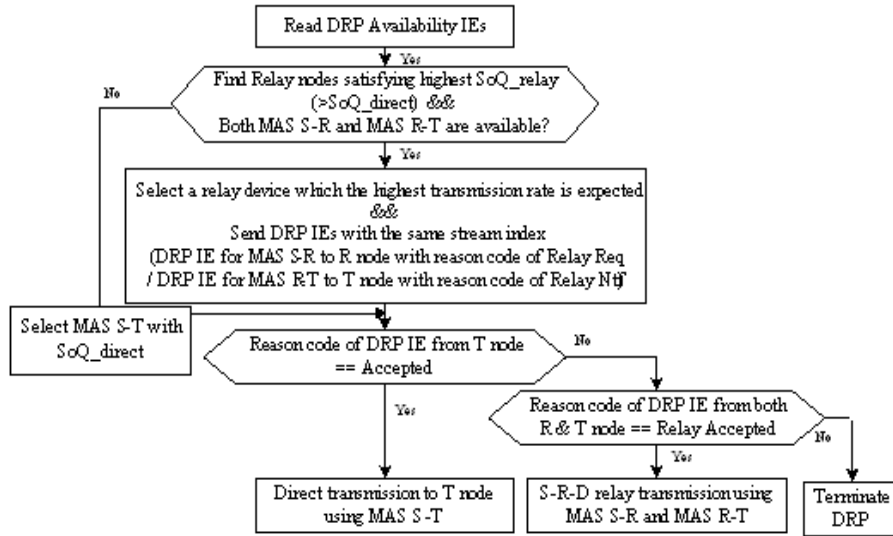 Read DRP Availability IEs
Yes
Find Relay nodes satisfying highest SoQ_relay
(>SoQ_direct) &&
Both MAS S-R and MAS R-T are available?
No
Yes
Select a relay device which the highest transmission rate is expected
&&
Send DRP IEs with the same stream index
(DRP IE for MAS S-R to R node with reason code of Relay Req
/ DRP IE for MAS R-T to T node with reason code of Relay Ntf)
Select MAS S-T with
SoQ_direct
Reason code of DRP IE from T node
== Accepted
No
Yes
Reason code of DRP IE from both
R & T node == Relay Accepted
No
Yes
Direct transmission to T node
using MAS S-T
S-R-D relay transmission using
MAS S-R and MAS R-T
Terminate
DRP